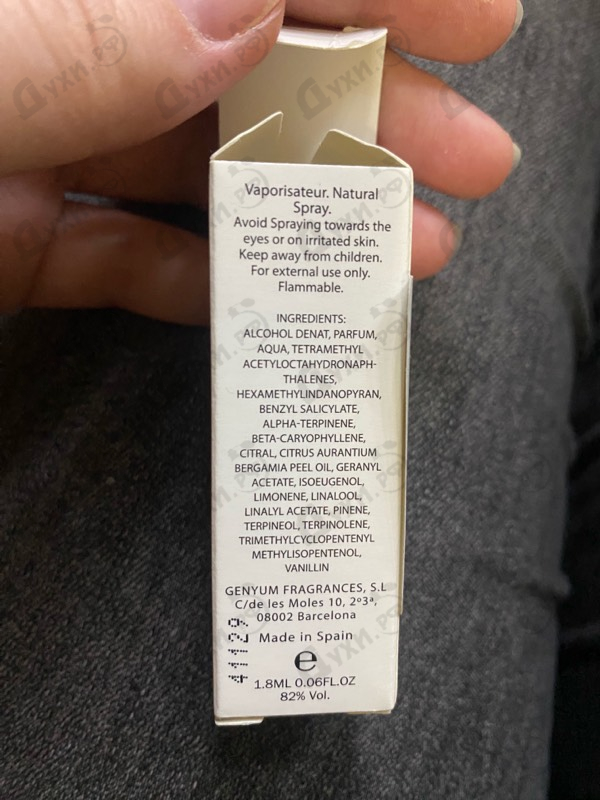 Vaporisateur. Natural
Spray.
Avoid Spraying towards the
eyes or on irritated skin.
Keep away from children.
For external use only.
Flammable.
INGREDIENTS:
ALCOHOL DENAT, PARFUM,
AQUA, TETRAMETHYL
ACETYLOCTAHYDRONAPH-
THALENES,
HEXAMETHYLINDANOPYRAN,
BENZYL SALICYLATE,
ALPHA-TERPINENE,
BETA-CARYOPHYLLENE,
CITRAL, CITRUS AURANTIUM
BERGAMIA PEEL OIL, GERANYL
ACETATE, ISOEUGENOL,
LIMONENE, LINALOOL,
LINALYL ACETATE, PINENE,
TERPINEOL, TERPINOLENE,
TRIMETHYLCYCLOPENTENYL
METHYLISOPENTENOL,
VANILLIN
GENYUM FRAGRANCES, S.L
C/de les Moles 10, 2º3ª,
08002 Barcelona
Made in Spain
e
1.8ML 0.06FL.OZ
82% Vol.
Духи.рф